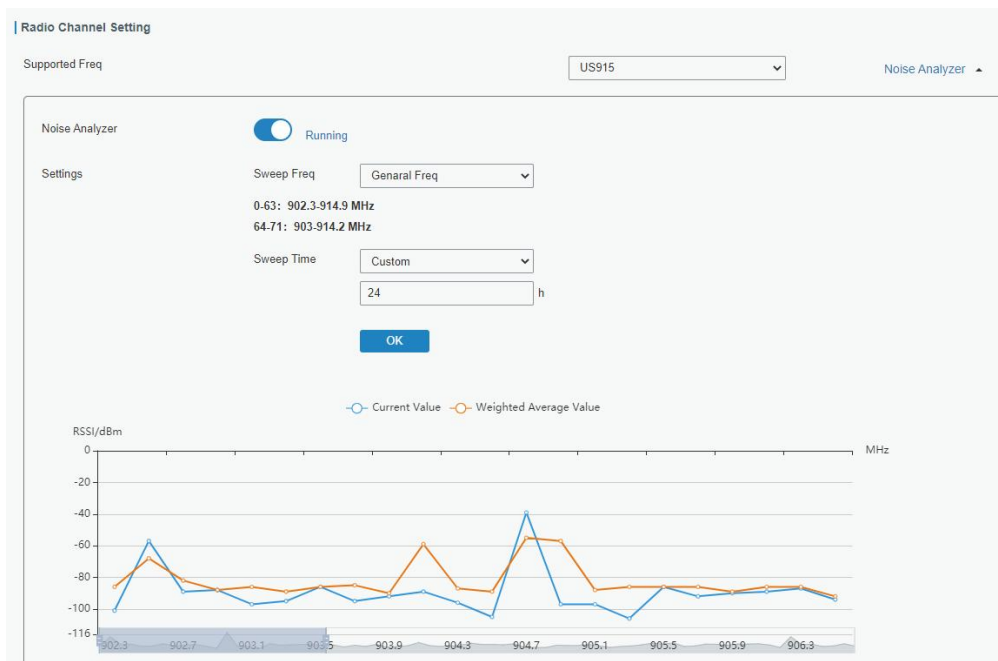 Radio Channel Setting
Supported Freq US915 Noise Analyzer
Noise Analyzer Running
Settings Sweep Freq Genaral Freq
0-63: 902.3-914.9 MHz
64-71: 903-914.2 MHz
Sweep Time Custom
24 h
OK
Current Value Weighted Average Value
RSSI/dBm
0 MHz
-20
-40
-60
-80
-100
-116
902.3 902.7 903.1 903.5 903.9 904.3 904.7 905.1 905.5 905.9 906.3